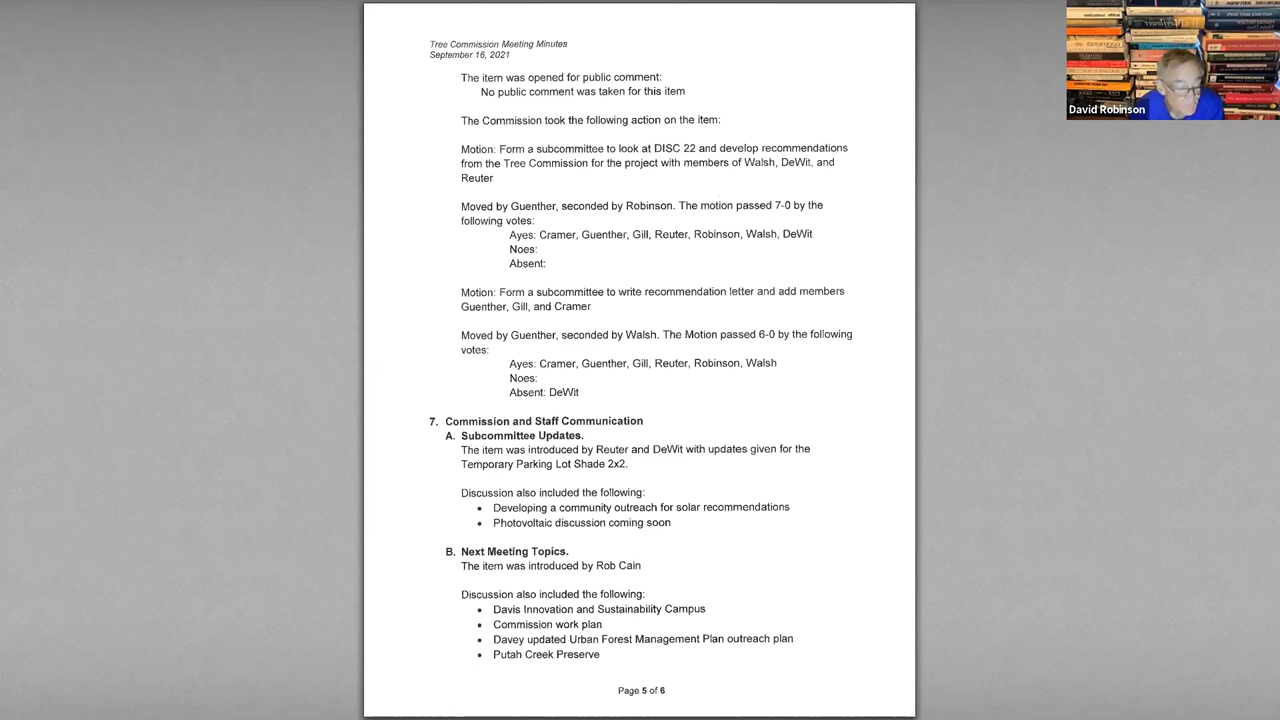 Tree Commission Meeting Minutes
September 16, 2021
The item was opened for public comment:
No public comment was taken for this item
The Commission took the following action on the item:
Motion: Form a subcommittee to look at DISC 22 and develop recommendations
from the Tree Commission for the project with members of Walsh, DeWit, and
Reuter
Moved by Guenther, seconded by Robinson. The motion passed 7-0 by the
following votes:
Ayes: Cramer, Guenther, Gill, Reuter, Robinson, Walsh, DeWit
Noes:
Absent:
Motion: Form a subcommittee to write recommendation letter and add members
Guenther, Gill, and Cramer
Moved by Guenther, seconded by Walsh. The Motion passed 6-0 by the following
votes:
Ayes: Cramer, Guenther, Gill, Reuter, Robinson, Walsh
Noes:
Absent: DeWit
7. Commission and Staff Communication
A. Subcommittee Updates.
The item was introduced by Reuter and DeWit with updates given for the
Temporary Parking Lot Shade 2x2.
Discussion also included the following:
• Developing a community outreach for solar recommendations
• Photovoltaic discussion coming soon
B. Next Meeting Topics.
The item was introduced by Rob Cain
Discussion also included the following:
• Davis Innovation and Sustainability Campus
• Commission work plan
• Davey updated Urban Forest Management Plan outreach plan
• Putah Creek Preserve
Page 5 of 6
David Robinson